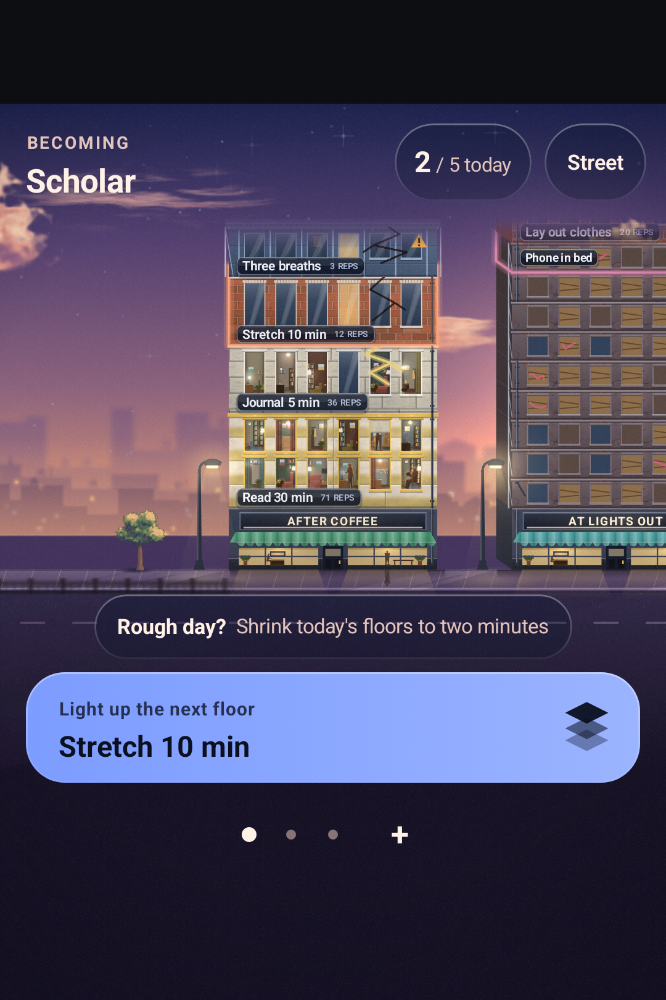 BECOMING
Scholar
2 / 5 today
Street
Three breaths 3 REPS
Stretch 10 min 12 REPS
Journal 5 min 36 REPS
Read 30 min 71 REPS
AFTER COFFEE
Lay out clothes 20 REPS
Phone in bed
AT LIGHTS OUT
Rough day? Shrink today's floors to two minutes
Light up the next floor
Stretch 10 min
+